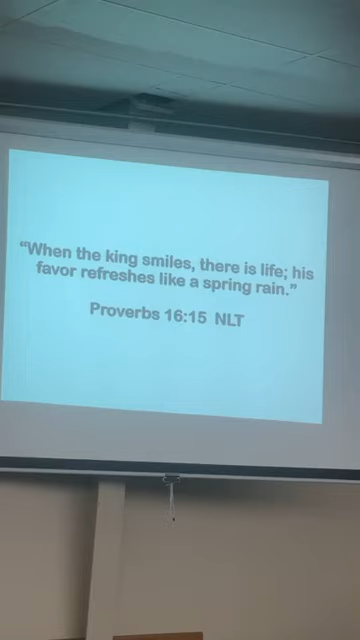 “When the king smiles, there is life; his
favor refreshes like a spring rain.”
Proverbs 16:15 NLT